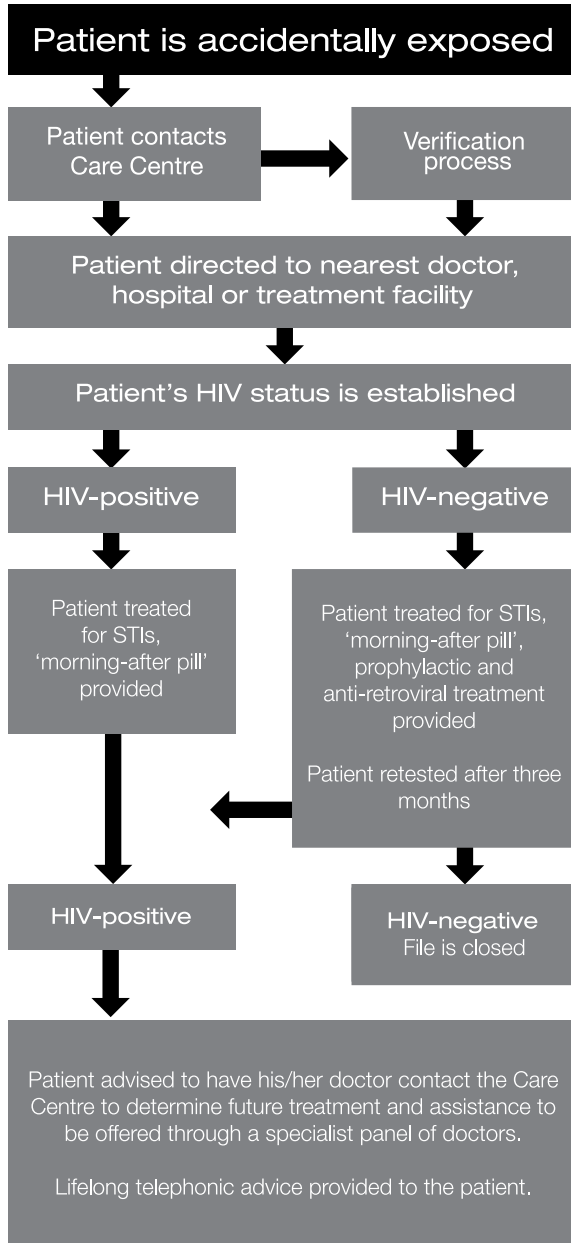 Patient is accidentally exposed
Patient contacts
Care Centre
Verification
process
Patient directed to nearest doctor,
hospital or treatment facility
Patient’s HIV status is established
HIV-positive
HIV-negative
Patient treated
for STIs,
‘morning-after pill’
provided
Patient treated for STIs,
‘morning-after pill’,
prophylactic and
anti-retroviral treatment
provided
Patient retested after three
months
HIV-positive
HIV-negative
File is closed
Patient advised to have his/her doctor contact the Care
Centre to determine future treatment and assistance to
be offered through a specialist panel of doctors.
Lifelong telephonic advice provided to the patient.